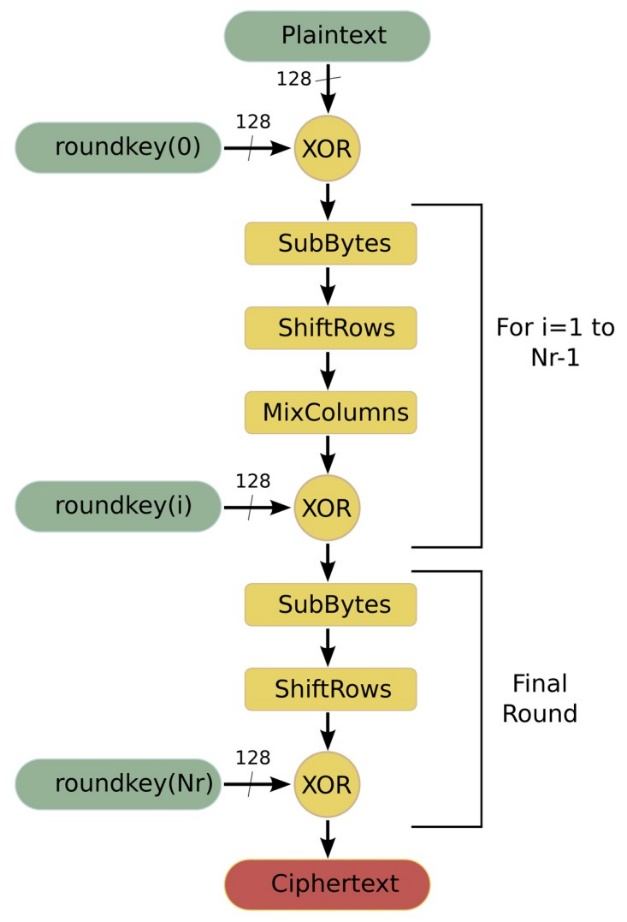 Plaintext
128
128
roundkey(0)
XOR
SubBytes
ShiftRows
For i=1 to
Nr-1
MixColumns
128
roundkey(i)
XOR
SubBytes
ShiftRows
Final
Round
128
roundkey(Nr)
XOR
Ciphertext